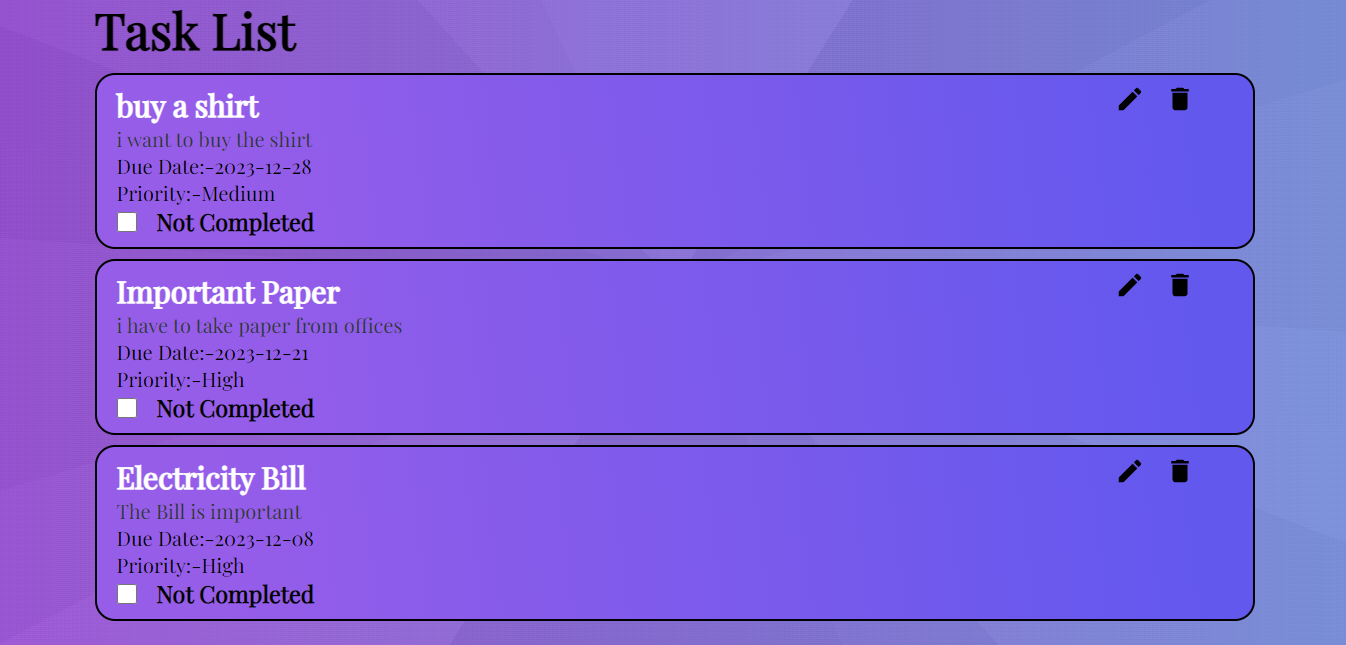 Task List
buy a shirt
i want to buy the shirt
Due Date:-2023-12-28
Priority:-Medium
Not Completed
Important Paper
i have to take paper from offices
Due Date:-2023-12-21
Priority:-High
Not Completed
Electricity Bill
The Bill is important
Due Date:-2023-12-08
Priority:-High
Not Completed